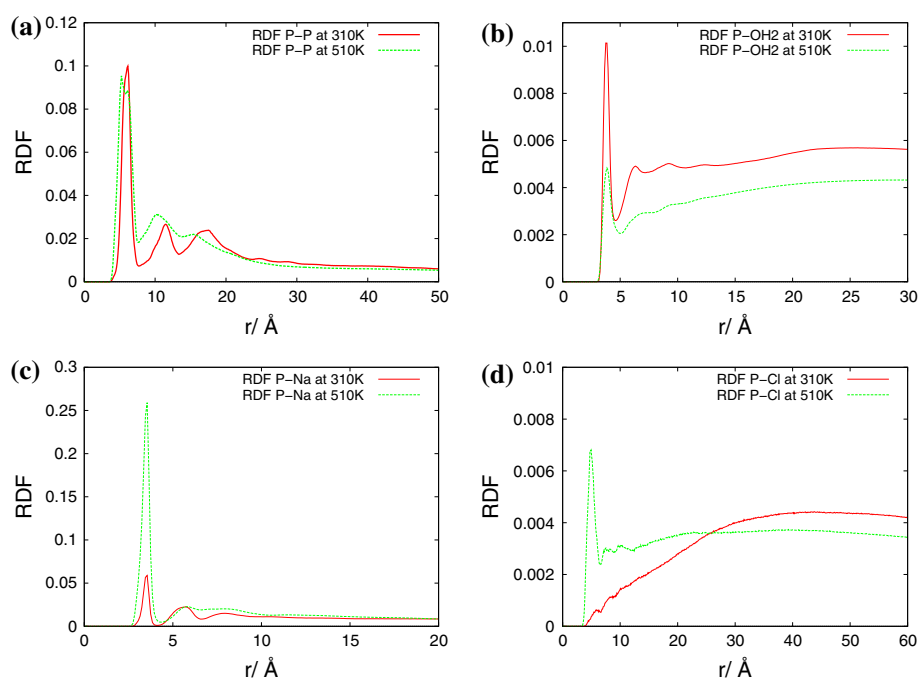 (a)
RDF P-P at 310K
RDF P-P at 510K
0.12
0.1
0.08
0.06
0.04
0.02
0
RDF
0 10 20 30 40 50
r/ Å
(b)
RDF P-OH2 at 310K
RDF P-OH2 at 510K
0.01
0.008
0.006
0.004
0.002
0
RDF
0 5 10 15 20 25 30
r/ Å
(c)
RDF P-Na at 310K
RDF P-Na at 510K
0.3
0.25
0.2
0.15
0.1
0.05
0
RDF
0 5 10 15 20
r/ Å
(d)
RDF P-Cl at 310K
RDF P-Cl at 510K
0.01
0.008
0.006
0.004
0.002
0
RDF
0 10 20 30 40 50 60
r/ Å